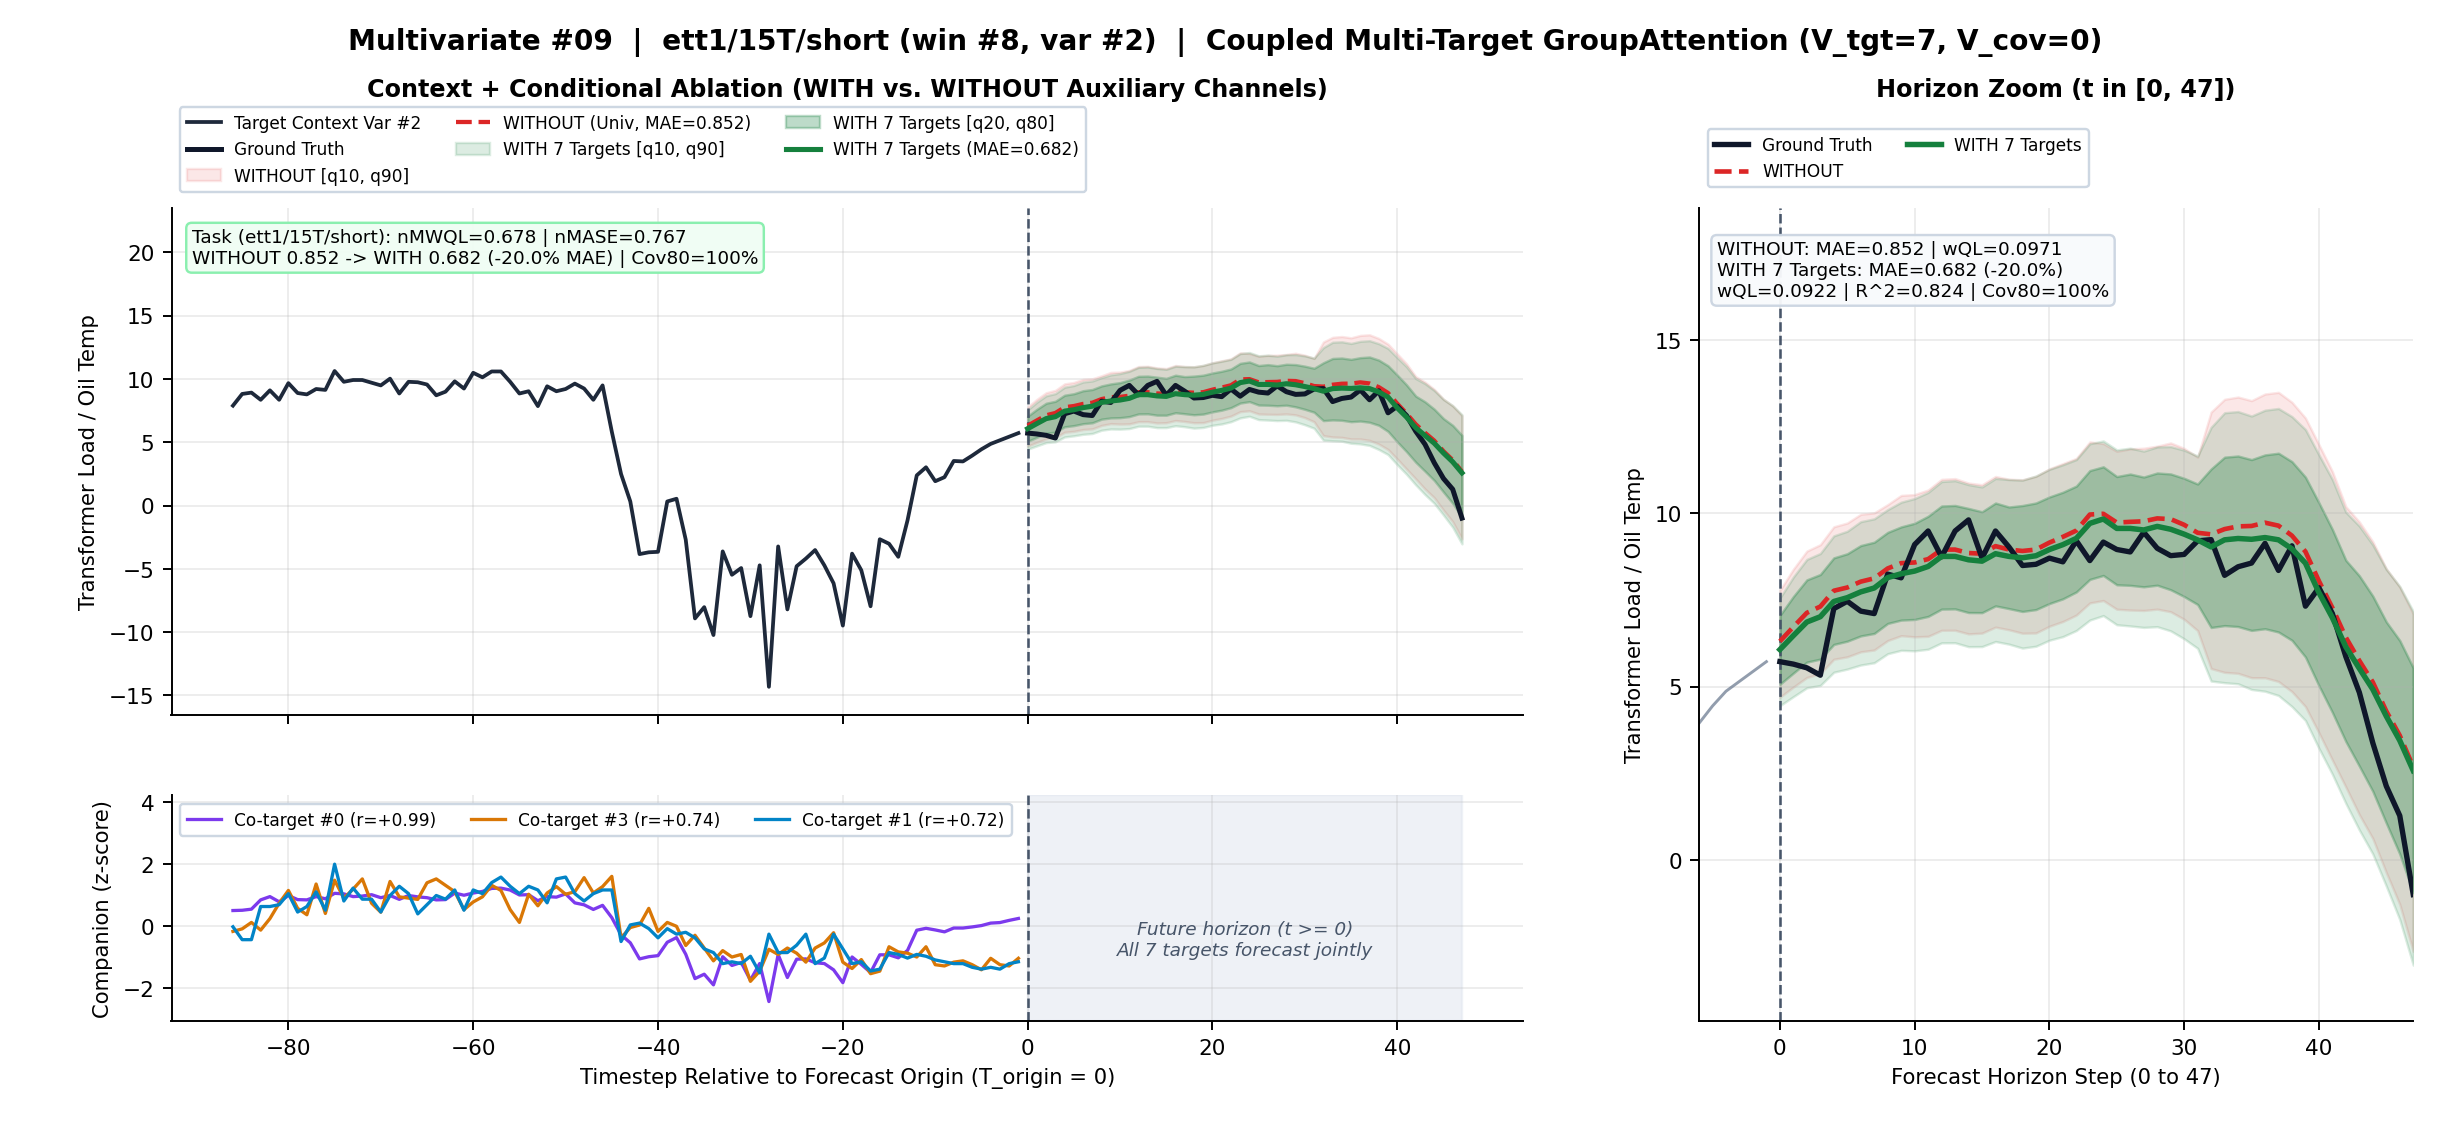 Multivariate #09 | ett1/15T/short (win #8, var #2) | Coupled Multi-Target GroupAttention (V_tgt=7, V_cov=0)
Context + Conditional Ablation (WITH vs. WITHOUT Auxiliary Channels)
Target Context Var #2
Ground Truth
WITHOUT [q10, q90]
WITHOUT (Univ, MAE=0.852)
WITH 7 Targets [q10, q90]
WITH 7 Targets [q20, q80]
WITH 7 Targets (MAE=0.682)
Task (ett1/15T/short): nMWQL=0.678 | nMASE=0.767
WITHOUT 0.852 -> WITH 0.682 (-20.0% MAE) | Cov80=100%
Transformer Load / Oil Temp
20
15
10
5
0
−5
−10
−15
Co-target #0 (r=+0.99)
Co-target #3 (r=+0.74)
Co-target #1 (r=+0.72)
Companion (z-score)
4
2
0
−2
Future horizon (t >= 0)
All 7 targets forecast jointly
−80
−60
−40
−20
0
20
40
Timestep Relative to Forecast Origin (T_origin = 0)
Horizon Zoom (t in [0, 47])
Ground Truth
WITHOUT
WITH 7 Targets
WITHOUT: MAE=0.852 | wQL=0.0971
WITH 7 Targets: MAE=0.682 (-20.0%)
wQL=0.0922 | R^2=0.824 | Cov80=100%
Transformer Load / Oil Temp
15
10
5
0
0
10
20
30
40
Forecast Horizon Step (0 to 47)